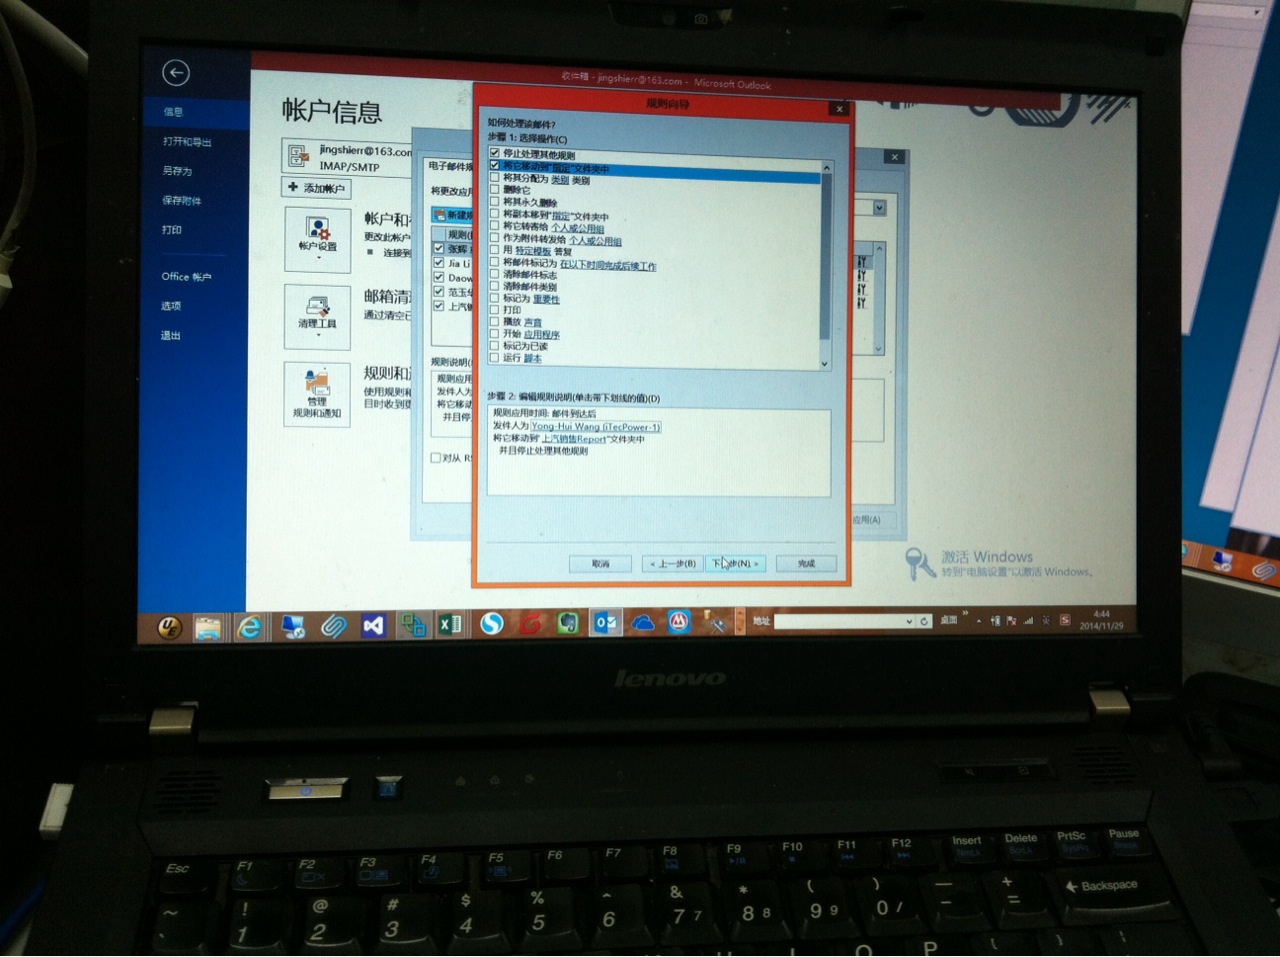 收件箱 - jingshierr@163.com - Microsoft Outlook
信息
打开和导出
另存为
保存附件
打印
Office 帐户
选项
退出
帐户信息
jingshierr@163.com
IMAP/SMTP
添加帐户
帐户设置
帐户和
更改此帐户
连接到
清理工具
邮箱清
通过清空已
管理
规则和通知
规则和
使用规则和
目时收到更
电子邮件规
将更改应用
新建规
规则(
张辉
Jia Li
Daow
范玉华
上汽销
规则说明(
规则应用
发件人为
将它移动
并且停
对从 RS
应用(A)
规则向导
如何处理该邮件?
步骤 1: 选择操作(C)
停止处理其他规则
将它移动到"指定"文件夹中
将其分配为 类别 类别
删除它
将其永久删除
将副本移到"指定"文件夹中
将它转寄给 个人或公用组
作为附件转发给 个人或公用组
用 特定模板 答复
将邮件标记为 在以下时间完成后续工作
清除邮件标志
清除邮件类别
标记为 重要性
打印
播放 声音
开始 应用程序
标记为已读
运行 脚本
步骤 2: 编辑规则说明(单击带下划线的值)(D)
规则应用时间: 邮件到达后
发件人为 Yong-Hui Wang (iTecPower-1)
将它移动到"上汽销售Report"文件夹中
并且停止处理其他规则
取消
< 上一步(B)
下一步(N) >
完成
激活 Windows
转到"电脑设置"以激活 Windows。
地址
桌面
4:44
2014/11/29
lenovo
Esc F1 F2 F3 F4 F5 F6 F7 F8 F9 F10 F11 F12 Insert Delete PrtSc Pause
NmLk ScrLk SysRq Break
~ ! @ # $ % ^ & * ( ) — + Backspace
` 1 2 3 4 5 6 7 7 8 8 9 9 0 / - =
I O P